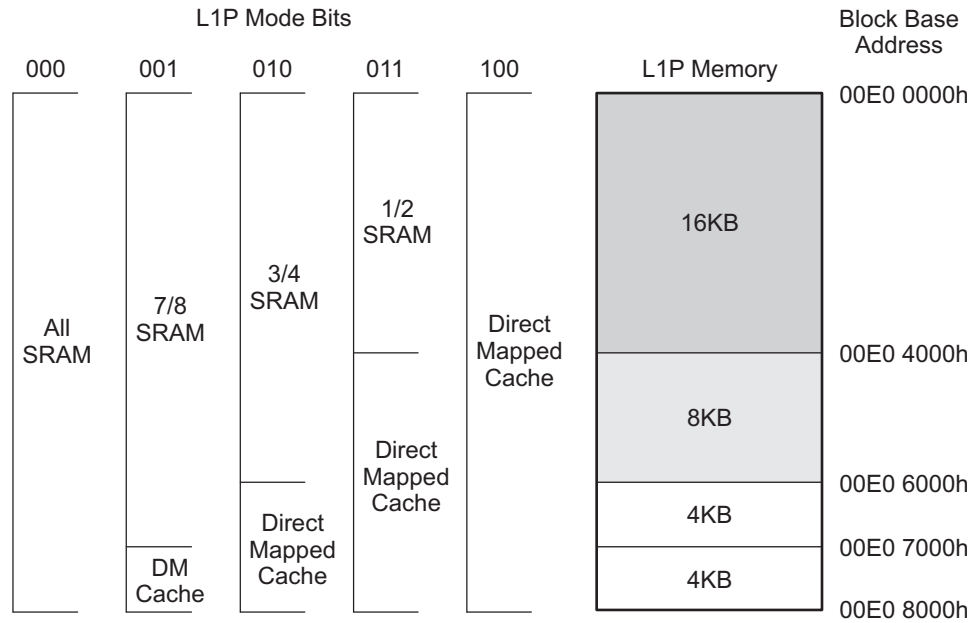 L1P Mode Bits
Block Base
Address
000 001 010 011 100 L1P Memory
00E0 0000h
All
SRAM
7/8
SRAM
DM
Cache
3/4
SRAM
Direct
Mapped
Cache
1/2
SRAM
Direct
Mapped
Cache
Direct
Mapped
Cache
16KB
00E0 4000h
8KB
00E0 6000h
4KB
00E0 7000h
4KB
00E0 8000h